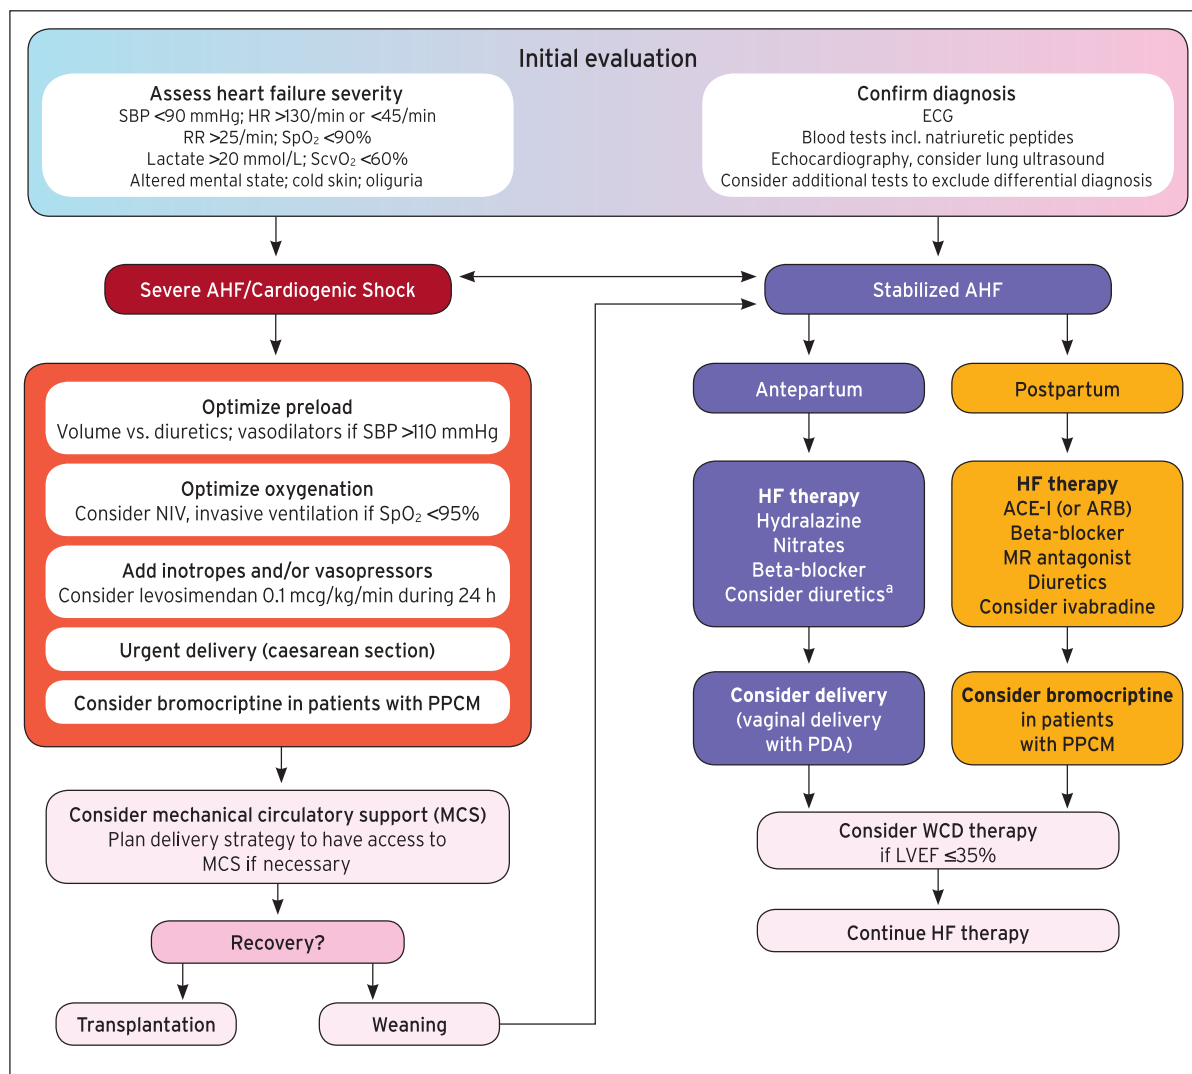 Initial evaluation
Assess heart failure severity
SBP <90 mmHg; HR >130/min or <45/min
RR >25/min; SpO₂ <90%
Lactate >20 mmol/L; ScvO₂ <60%
Altered mental state; cold skin; oliguria
Confirm diagnosis
ECG
Blood tests incl. natriuretic peptides
Echocardiography, consider lung ultrasound
Consider additional tests to exclude differential diagnosis
Severe AHF/Cardiogenic Shock
Optimize preload
Volume vs. diuretics; vasodilators if SBP >110 mmHg
Optimize oxygenation
Consider NIV, invasive ventilation if SpO₂ <95%
Add inotropes and/or vasopressors
Consider levosimendan 0.1 mcg/kg/min during 24 h
Urgent delivery (caesarean section)
Consider bromocriptine in patients with PPCM
Consider mechanical circulatory support (MCS)
Plan delivery strategy to have access to
MCS if necessary
Recovery?
Transplantation
Weaning
Stabilized AHF
Antepartum
HF therapy
Hydralazine
Nitrates
Beta-blocker
Consider diureticsᵃ
Consider delivery
(vaginal delivery
with PDA)
Postpartum
HF therapy
ACE-I (or ARB)
Beta-blocker
MR antagonist
Diuretics
Consider ivabradine
Consider bromocriptine
in patients
with PPCM
Consider WCD therapy
if LVEF ≤35%
Continue HF therapy